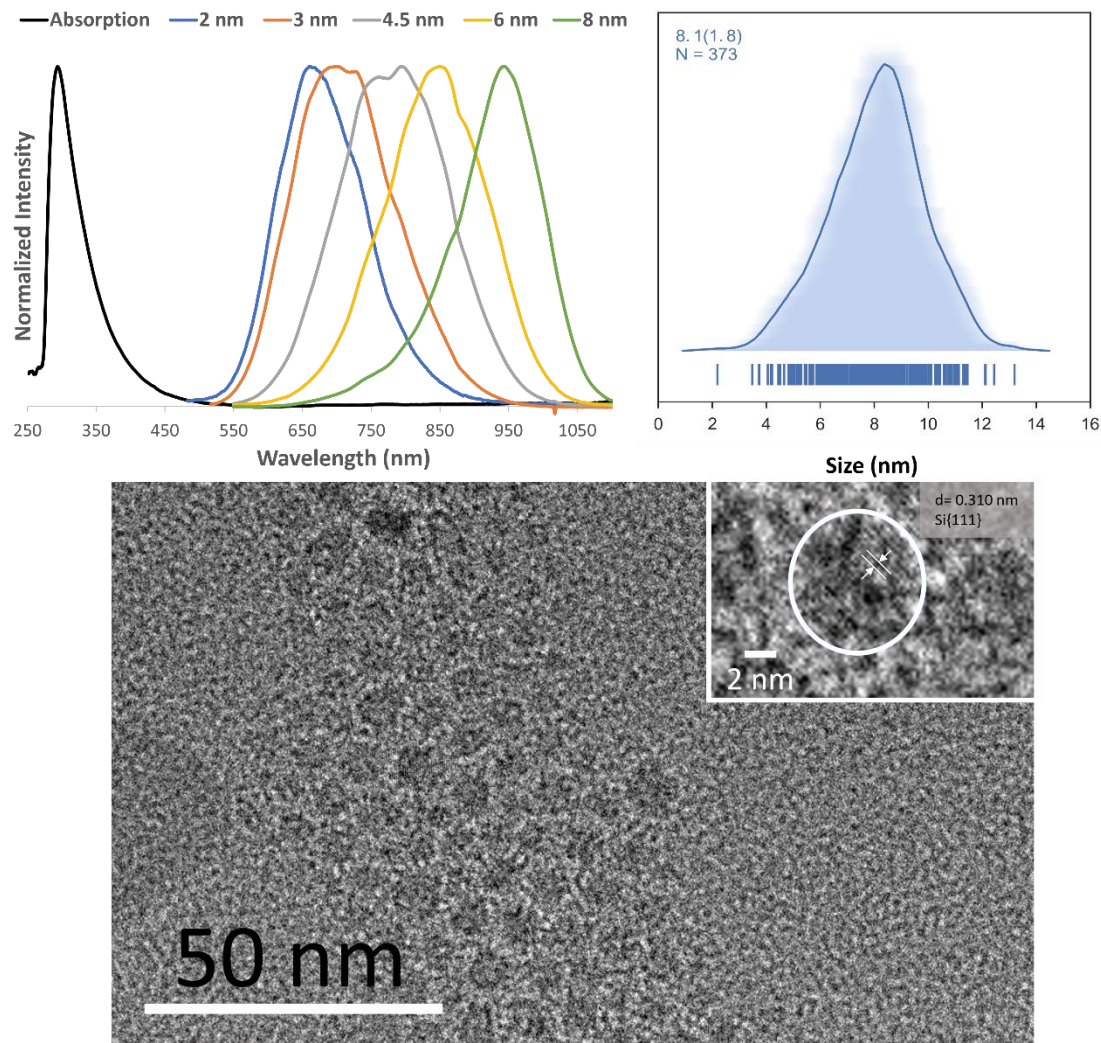 Absorption 2 nm 3 nm 4.5 nm 6 nm 8 nm
Normalized Intensity
250 350 450 550 650 750 850 950 1050
Wavelength (nm)
8.1(1.8)
N = 373
0 2 4 6 8 10 12 14 16
Size (nm)
d= 0.310 nm
Si{111}
2 nm
50 nm